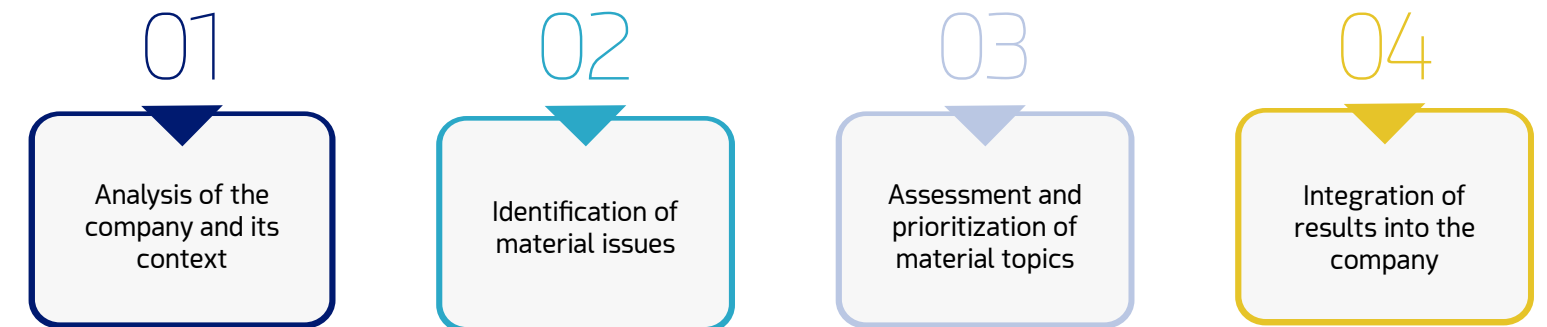 01
Analysis of the
company and its
context
02
Identification of
material issues
03
Assessment and
prioritization of
material topics
04
Integration of
results into the
company